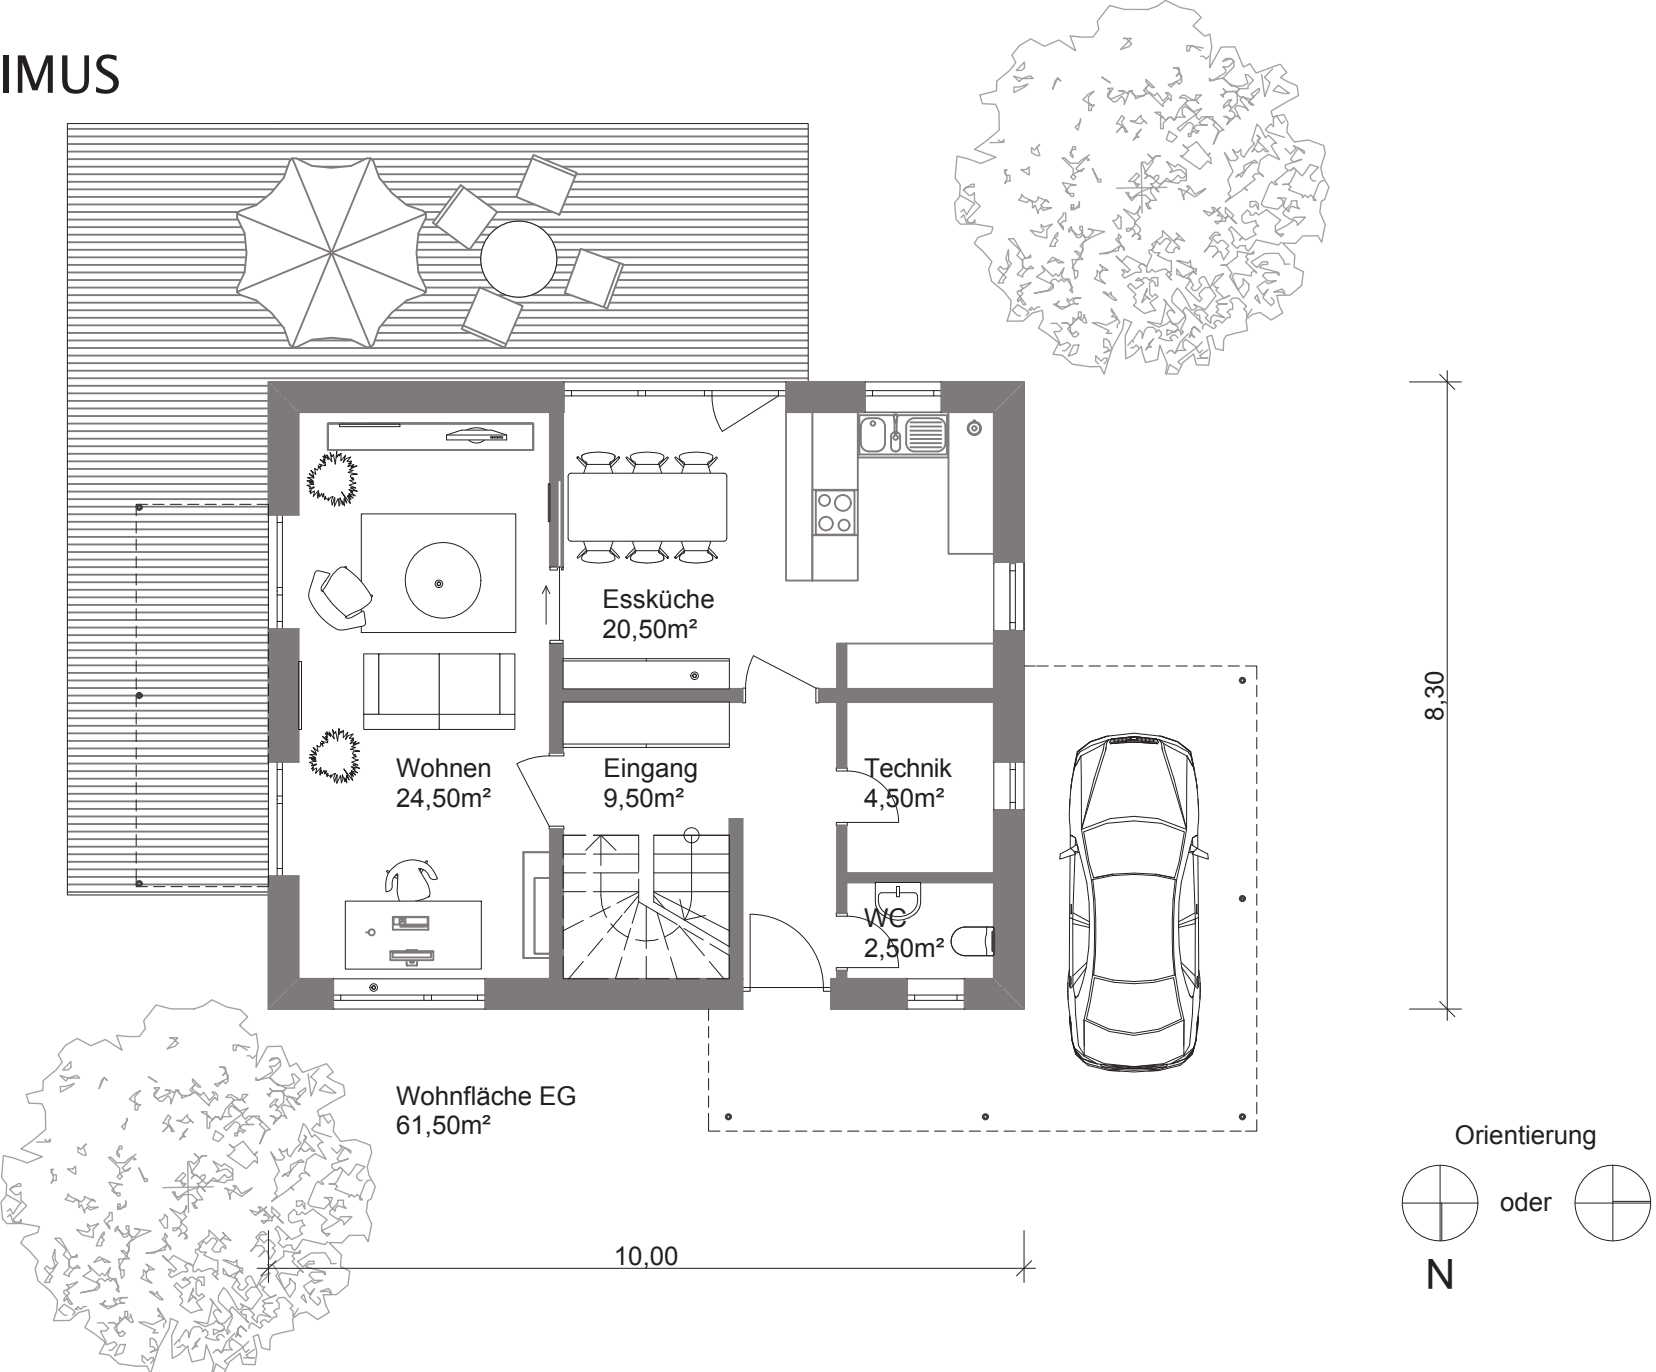 IMUS
Essküche
20,50m²
Wohnen
24,50m²
Eingang
9,50m²
Technik
4,50m²
WC
2,50m²
8,30
Wohnfläche EG
61,50m²
10,00
Orientierung
oder
N